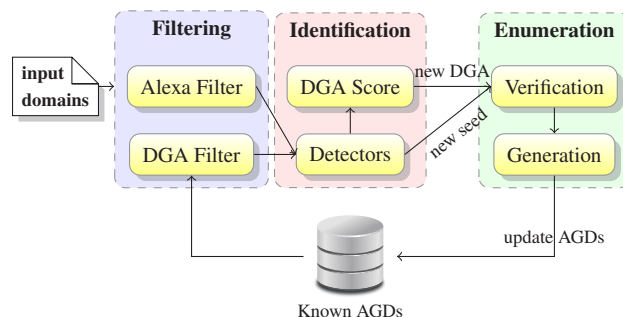 Filtering
Identification
Enumeration
input
domains
Alexa Filter
DGA Score
new DGA
Verification
DGA Filter
Detectors
new seed
Generation
update AGDs
Known AGDs